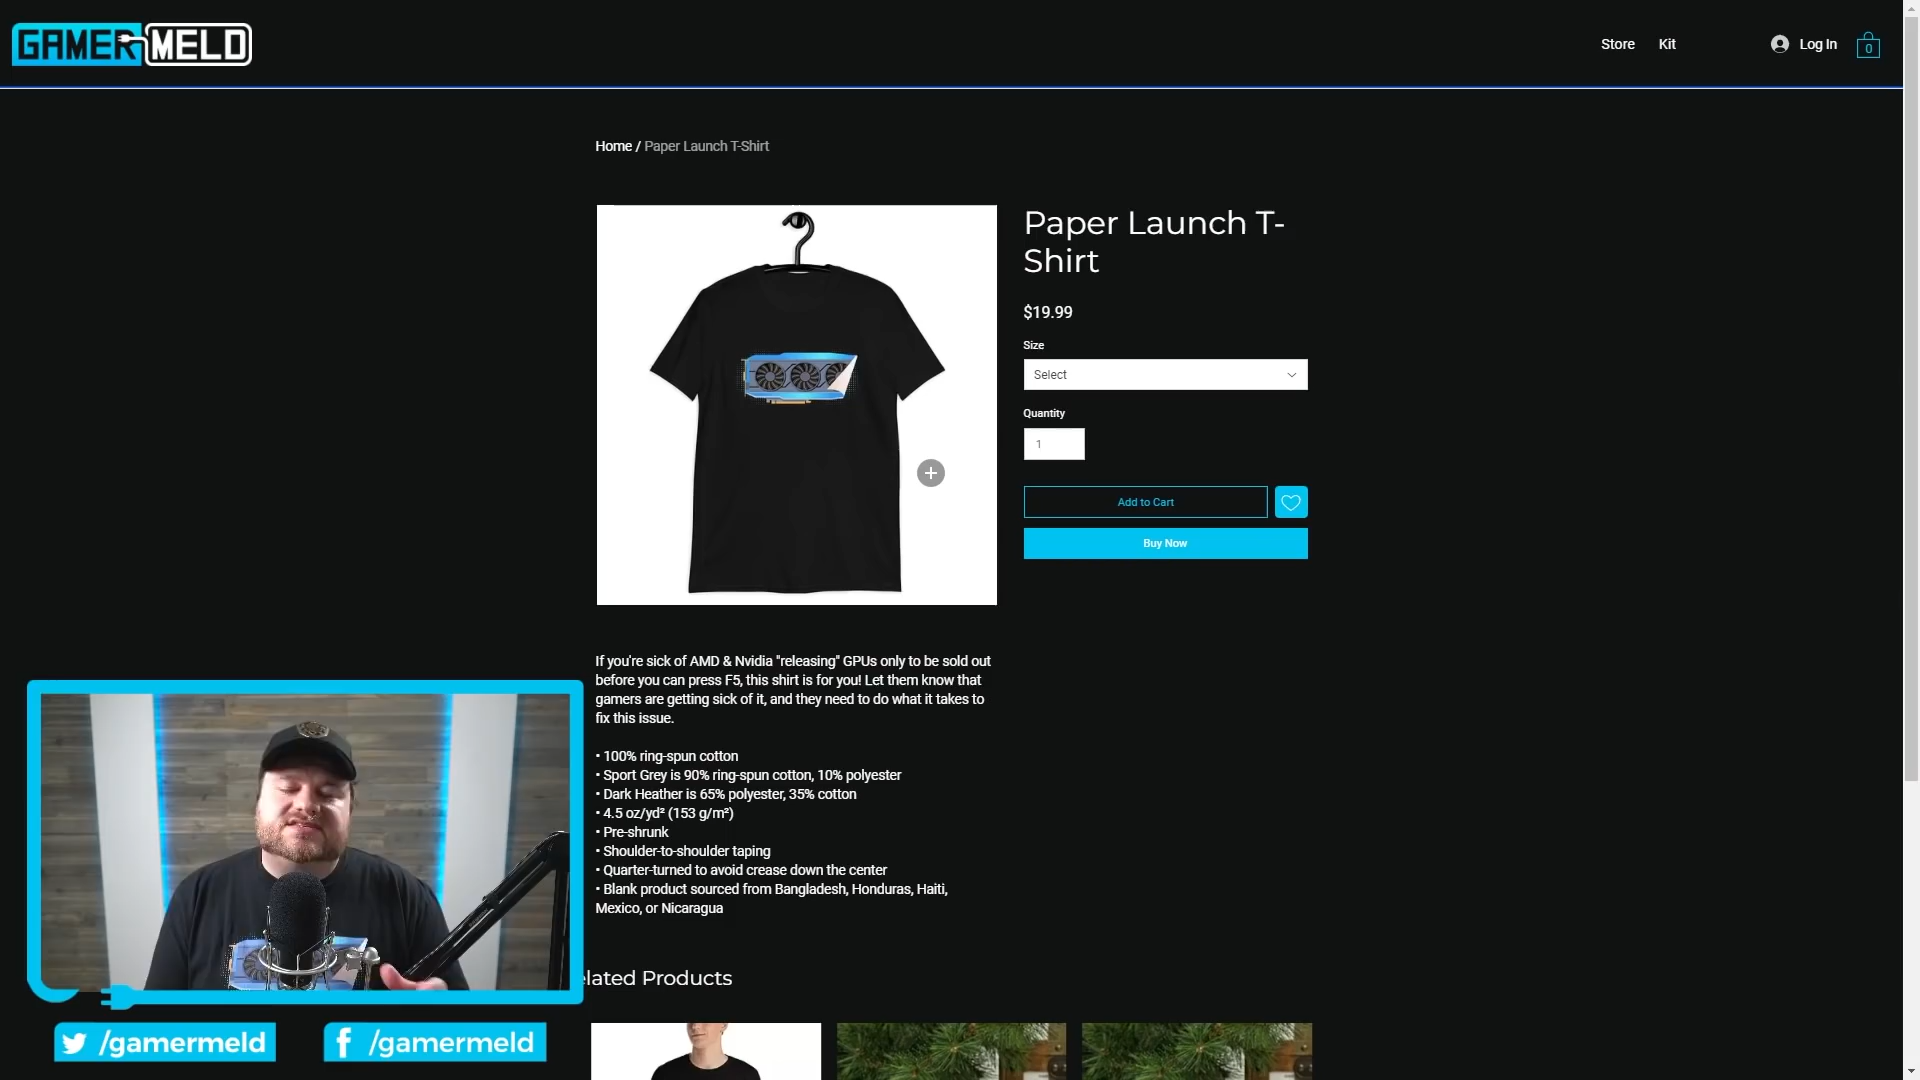 GAMER MELD
Store
Kit
Log In
0
Home / Paper Launch T-Shirt
Paper Launch T-
Shirt
$19.99
Size
Select
Quantity
1
Add to Cart
Buy Now
If you're sick of AMD & Nvidia "releasing" GPUs only to be sold out
before you can press F5, this shirt is for you! Let them know that
gamers are getting sick of it, and they need to do what it takes to
fix this issue.
• 100% ring-spun cotton
• Sport Grey is 90% ring-spun cotton, 10% polyester
• Dark Heather is 65% polyester, 35% cotton
• 4.5 oz/yd² (153 g/m²)
• Pre-shrunk
• Shoulder-to-shoulder taping
• Quarter-turned to avoid crease down the center
• Blank product sourced from Bangladesh, Honduras, Haiti,
Mexico, or Nicaragua
elated Products
/gamermeld
/gamermeld